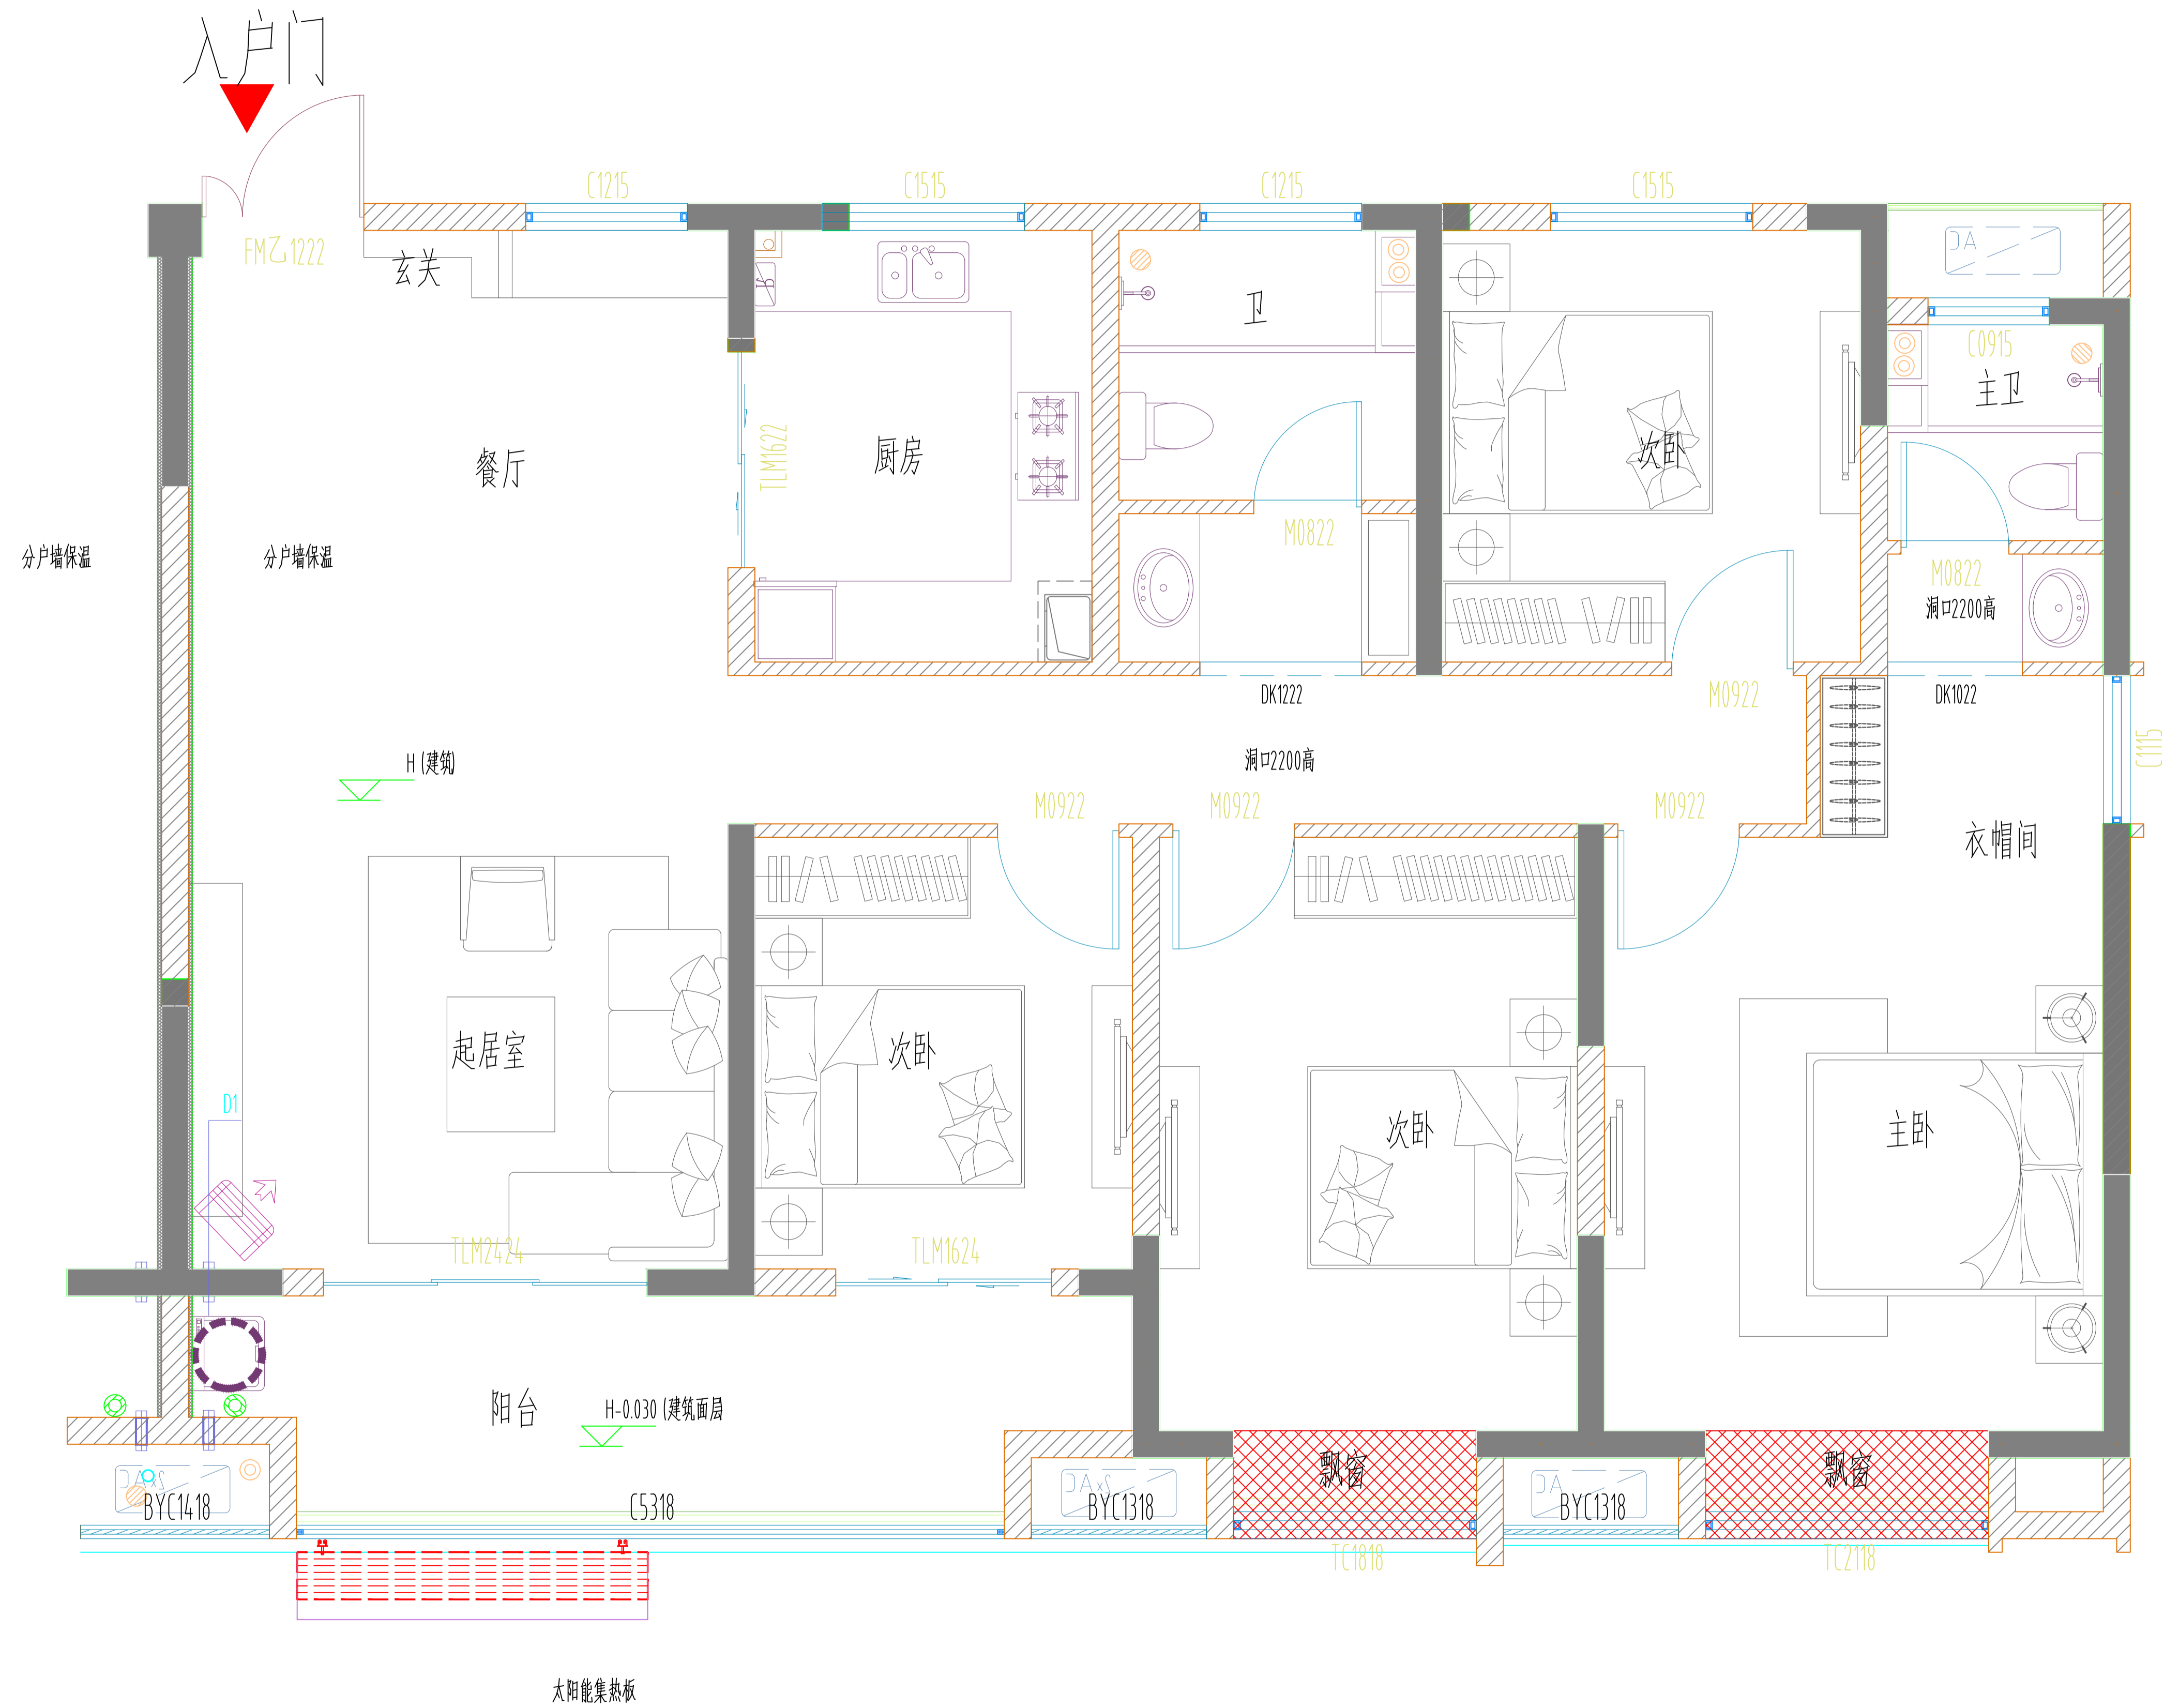 入户门
C1215
C1515
C1215
C1515
FM乙1222
玄关
卫
C0915
主卫
餐厅
TLM1622
厨房
次卧
M0822
分户墙保温
分户墙保温
M0822
洞口2200高
DK1222
M0922
DK1022
H (建筑)
洞口2200高
C1115
M0922
M0922
M0922
衣帽间
起居室
次卧
次卧
主卧
D1
TLM2424
TLM1624
阳台
H-0.030 (建筑面层
飘窗
飘窗
BYC1418
C5318
BYC1318
BYC1318
TC1818
TC2118
太阳能集热板